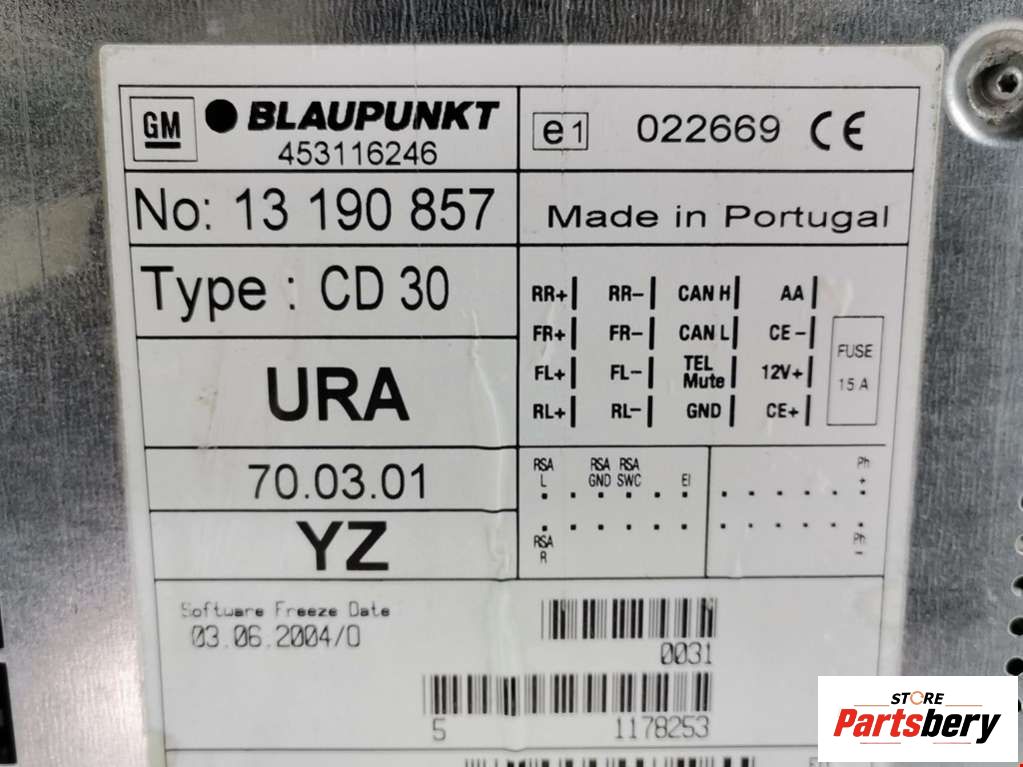 GM BLAUPUNKT
453116246
e1 022669 CE
No: 13 190 857
Made in Portugal
Type : CD 30
RR+ RR- CAN H AA
FR+ FR- CAN L CE-
FL+ FL- TEL Mute 12V+
RL+ RL- GND CE+
FUSE
15 A
URA
70.03.01
YZ
RSA L RSA GND RSA SWC EI Ph +
RSA R Ph -
Software Freeze Date
03.06.2004/0
0031
5 1178253
STORE
Partsbery